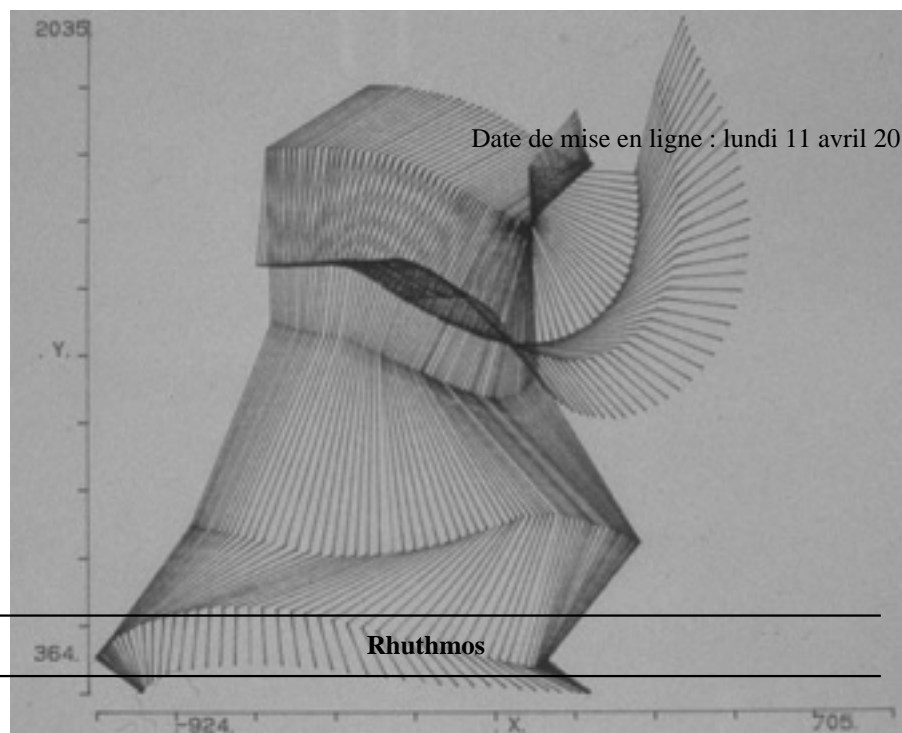 2035
Date de mise en ligne : lundi 11 avril 20
. Y.
Rhuthmos
364.
-924.
. X.
705.